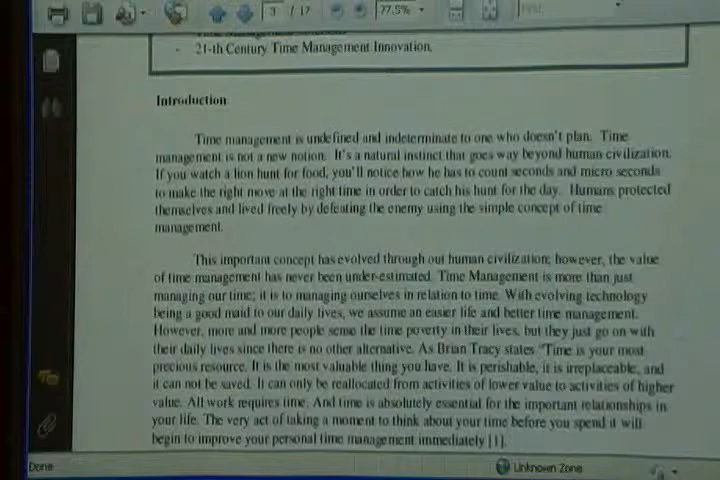 3 / 17
77.5%
Find
- 21-th Century Time Management Innovation.
Introduction
Time management is undefined and indeterminate to one who doesn't plan. Time
management is not a new notion. It's a natural instinct that goes way beyond human civilization.
If you watch a lion hunt for food, you'll notice how he has to count seconds and micro seconds
to make the right move at the right time in order to catch his hunt for the day. Humans protected
themselves and lived freely by defeating the enemy using the simple concept of time
management.
This important concept has evolved through out human civilization; however, the value
of time management has never been under-estimated. Time Management is more than just
managing our time; it is to managing ourselves in relation to time. With evolving technology
being a good maid to our daily lives, we assume an easier life and better time management.
However, more and more people sense the time poverty in their lives, but they just go on with
their daily lives since there is no other alternative. As Brian Tracy states "Time is your most
precious resource. It is the most valuable thing you have. It is perishable, it is irreplaceable, and
it can not be saved. It can only be reallocated from activities of lower value to activities of higher
value. All work requires time. And time is absolutely essential for the important relationships in
your life. The very act of taking a moment to think about your time before you spend it will
begin to improve your personal time management immediately [1].
Done
Unknown Zone